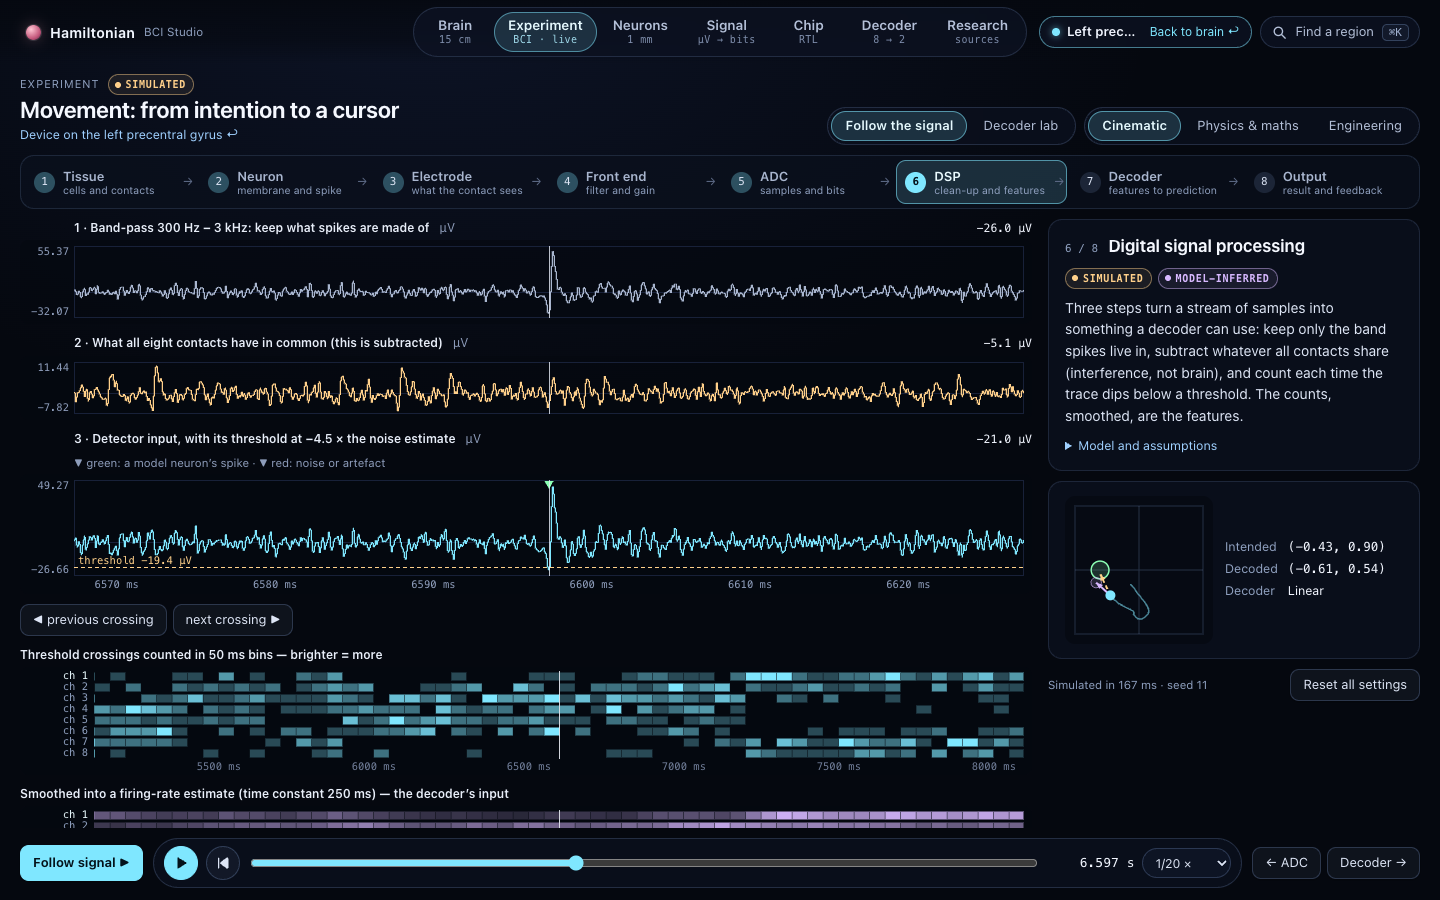 Hamiltonian BCI Studio
Brain
15 cm
Experiment
BCI · live
Neurons
1 mm
Signal
µV → bits
Chip
RTL
Decoder
8 → 2
Research
sources
Left prec... Back to brain ↩
Find a region ⌘K
EXPERIMENT SIMULATED
Movement: from intention to a cursor
Device on the left precentral gyrus ↩
Follow the signal Decoder lab
Cinematic Physics & maths Engineering
1 Tissue
cells and contacts
→
2 Neuron
membrane and spike
→
3 Electrode
what the contact sees
→
4 Front end
filter and gain
→
5 ADC
samples and bits
→
6 DSP
clean-up and features
→
7 Decoder
features to prediction
→
8 Output
result and feedback
1 · Band-pass 300 Hz – 3 kHz: keep what spikes are made of µV
−26.0 µV
55.37
−32.07
2 · What all eight contacts have in common (this is subtracted) µV
−5.1 µV
11.44
−7.82
3 · Detector input, with its threshold at −4.5 × the noise estimate µV
−21.0 µV
▼ green: a model neuron's spike · ▼ red: noise or artefact
49.27
threshold −19.4 µV
−26.66
6570 ms 6580 ms 6590 ms 6600 ms 6610 ms 6620 ms
◀ previous crossing next crossing ▶
Threshold crossings counted in 50 ms bins — brighter = more
ch 1
ch 2
ch 3
ch 4
ch 5
ch 6
ch 7
ch 8
5500 ms 6000 ms 6500 ms 7000 ms 7500 ms 8000 ms
Smoothed into a firing-rate estimate (time constant 250 ms) — the decoder's input
ch 1
ch 2
6 / 8 Digital signal processing
SIMULATED MODEL-INFERRED
Three steps turn a stream of samples into
something a decoder can use: keep only the band
spikes live in, subtract whatever all contacts share
(interference, not brain), and count each time the
trace dips below a threshold. The counts,
smoothed, are the features.
▶ Model and assumptions
Intended (−0.43, 0.90)
Decoded (−0.61, 0.54)
Decoder Linear
Simulated in 167 ms · seed 11
Reset all settings
Follow signal ▶
6.597 s
1/20 ×
← ADC
Decoder →